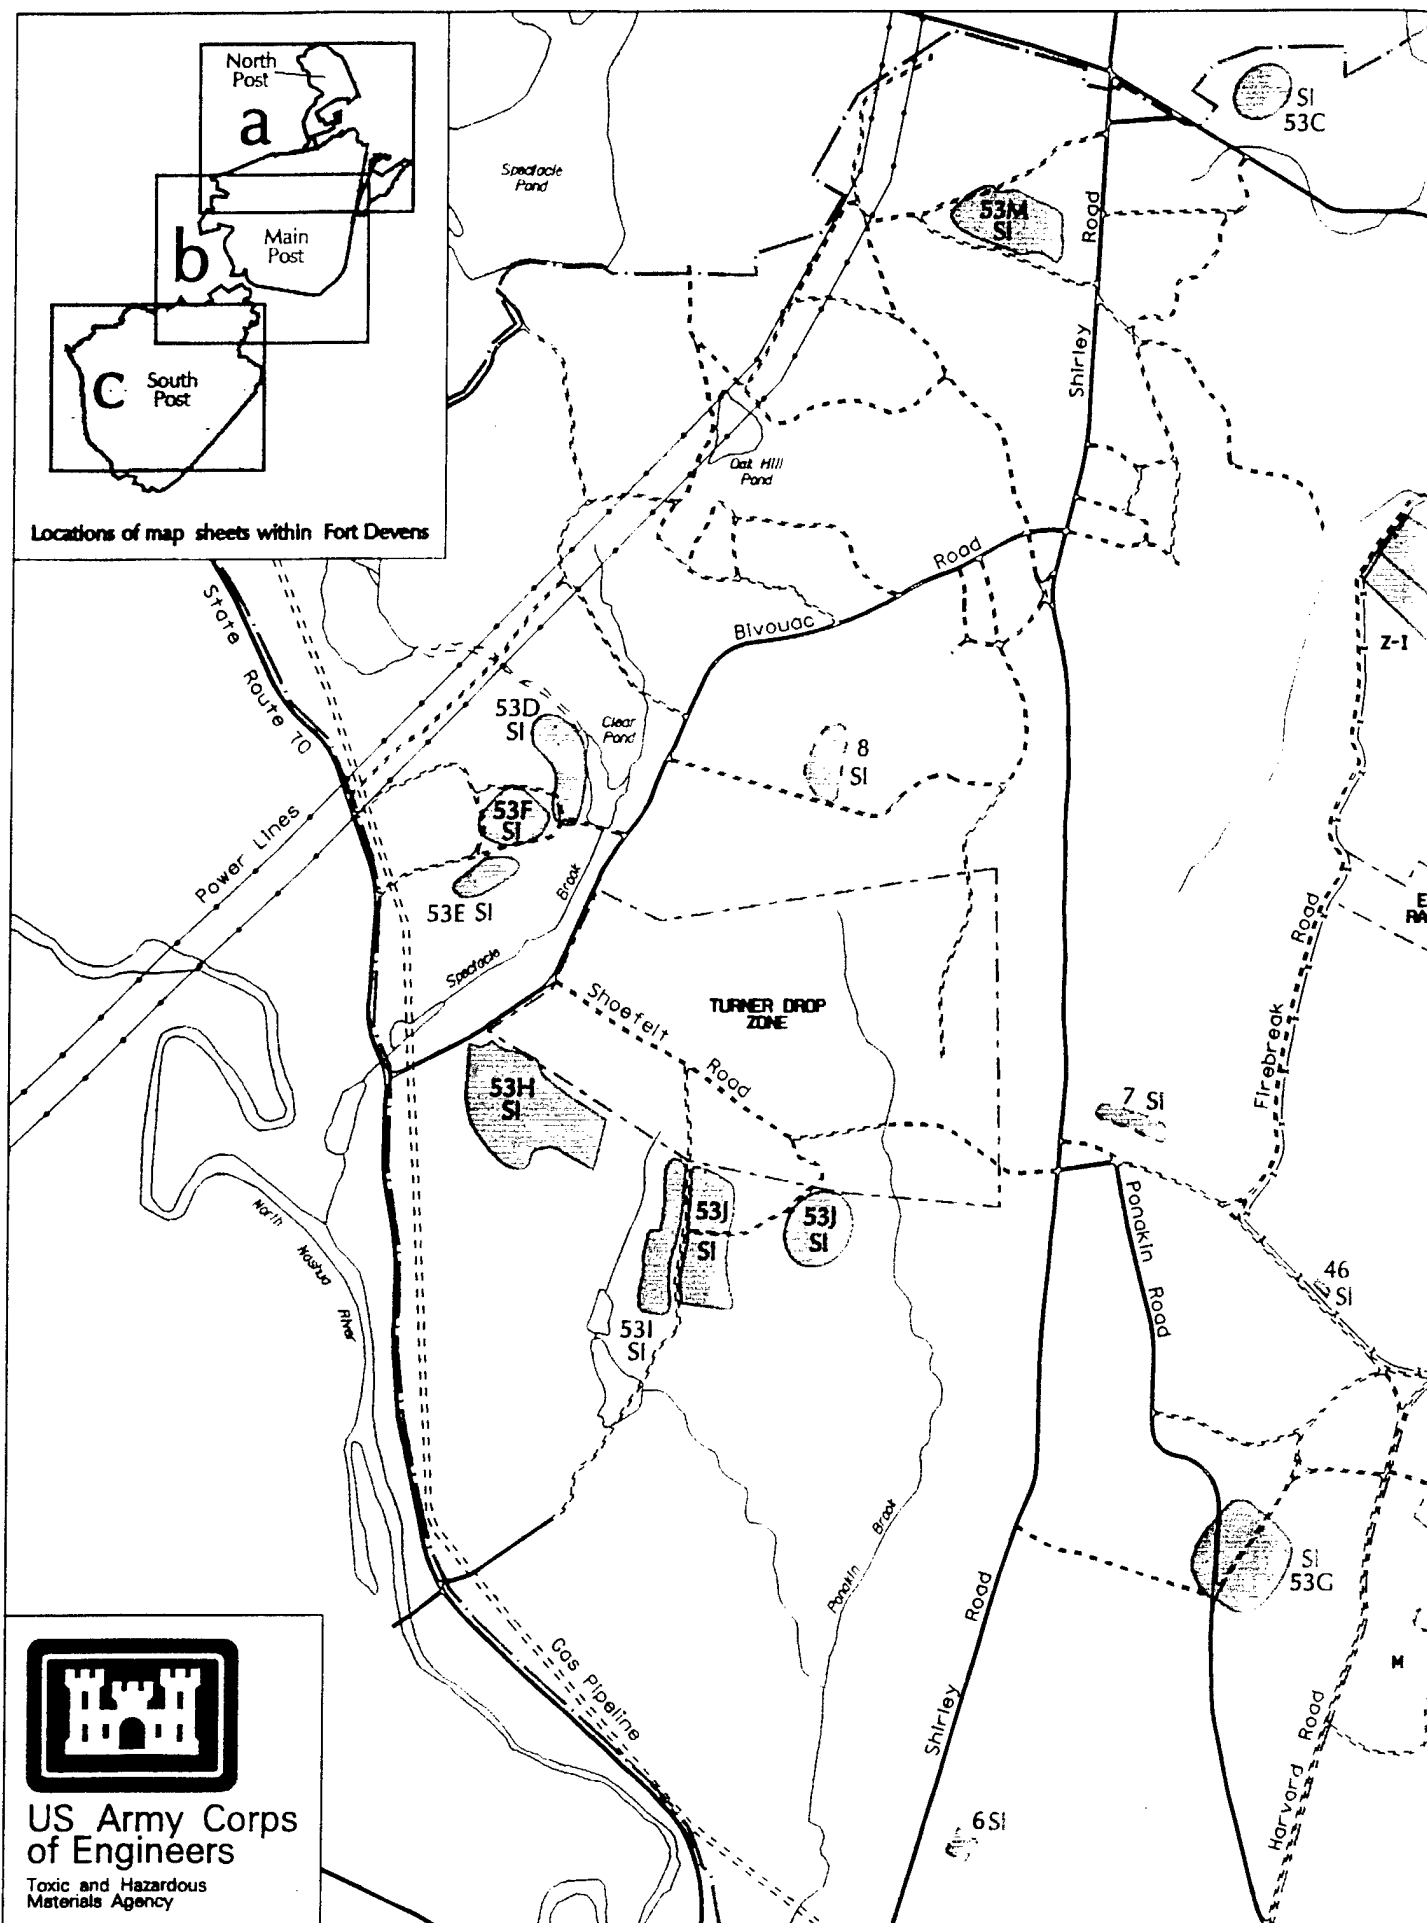 North
Post
a
b
Main
Post
C
South
Post
Locations of map sheets within Fort Devens
Spectacle
Pond
SI
53C
53M
SI
Road
Shirley
Oak Hill
Pond
Road
Bivouac
State Route 70
Z-I
53D
SI
Clear
Pond
8
SI
53F
SI
Power Lines
53E SI
Brook
Spectacle
E
RA
Road
Firebreak
TURNER DROP
ZONE
Shoefelt
Road
53H
SI
7 SI
53J
SI
53J
SI
Ponakin
Road
North
Nashua
River
46
SI
53I
SI
Brook
Ponakin
SI
53G
Road
Shirley
M
Gas Pipeline
Road
Harvard
6 SI
US Army Corps
of Engineers
Toxic and Hazardous
Materials Agency